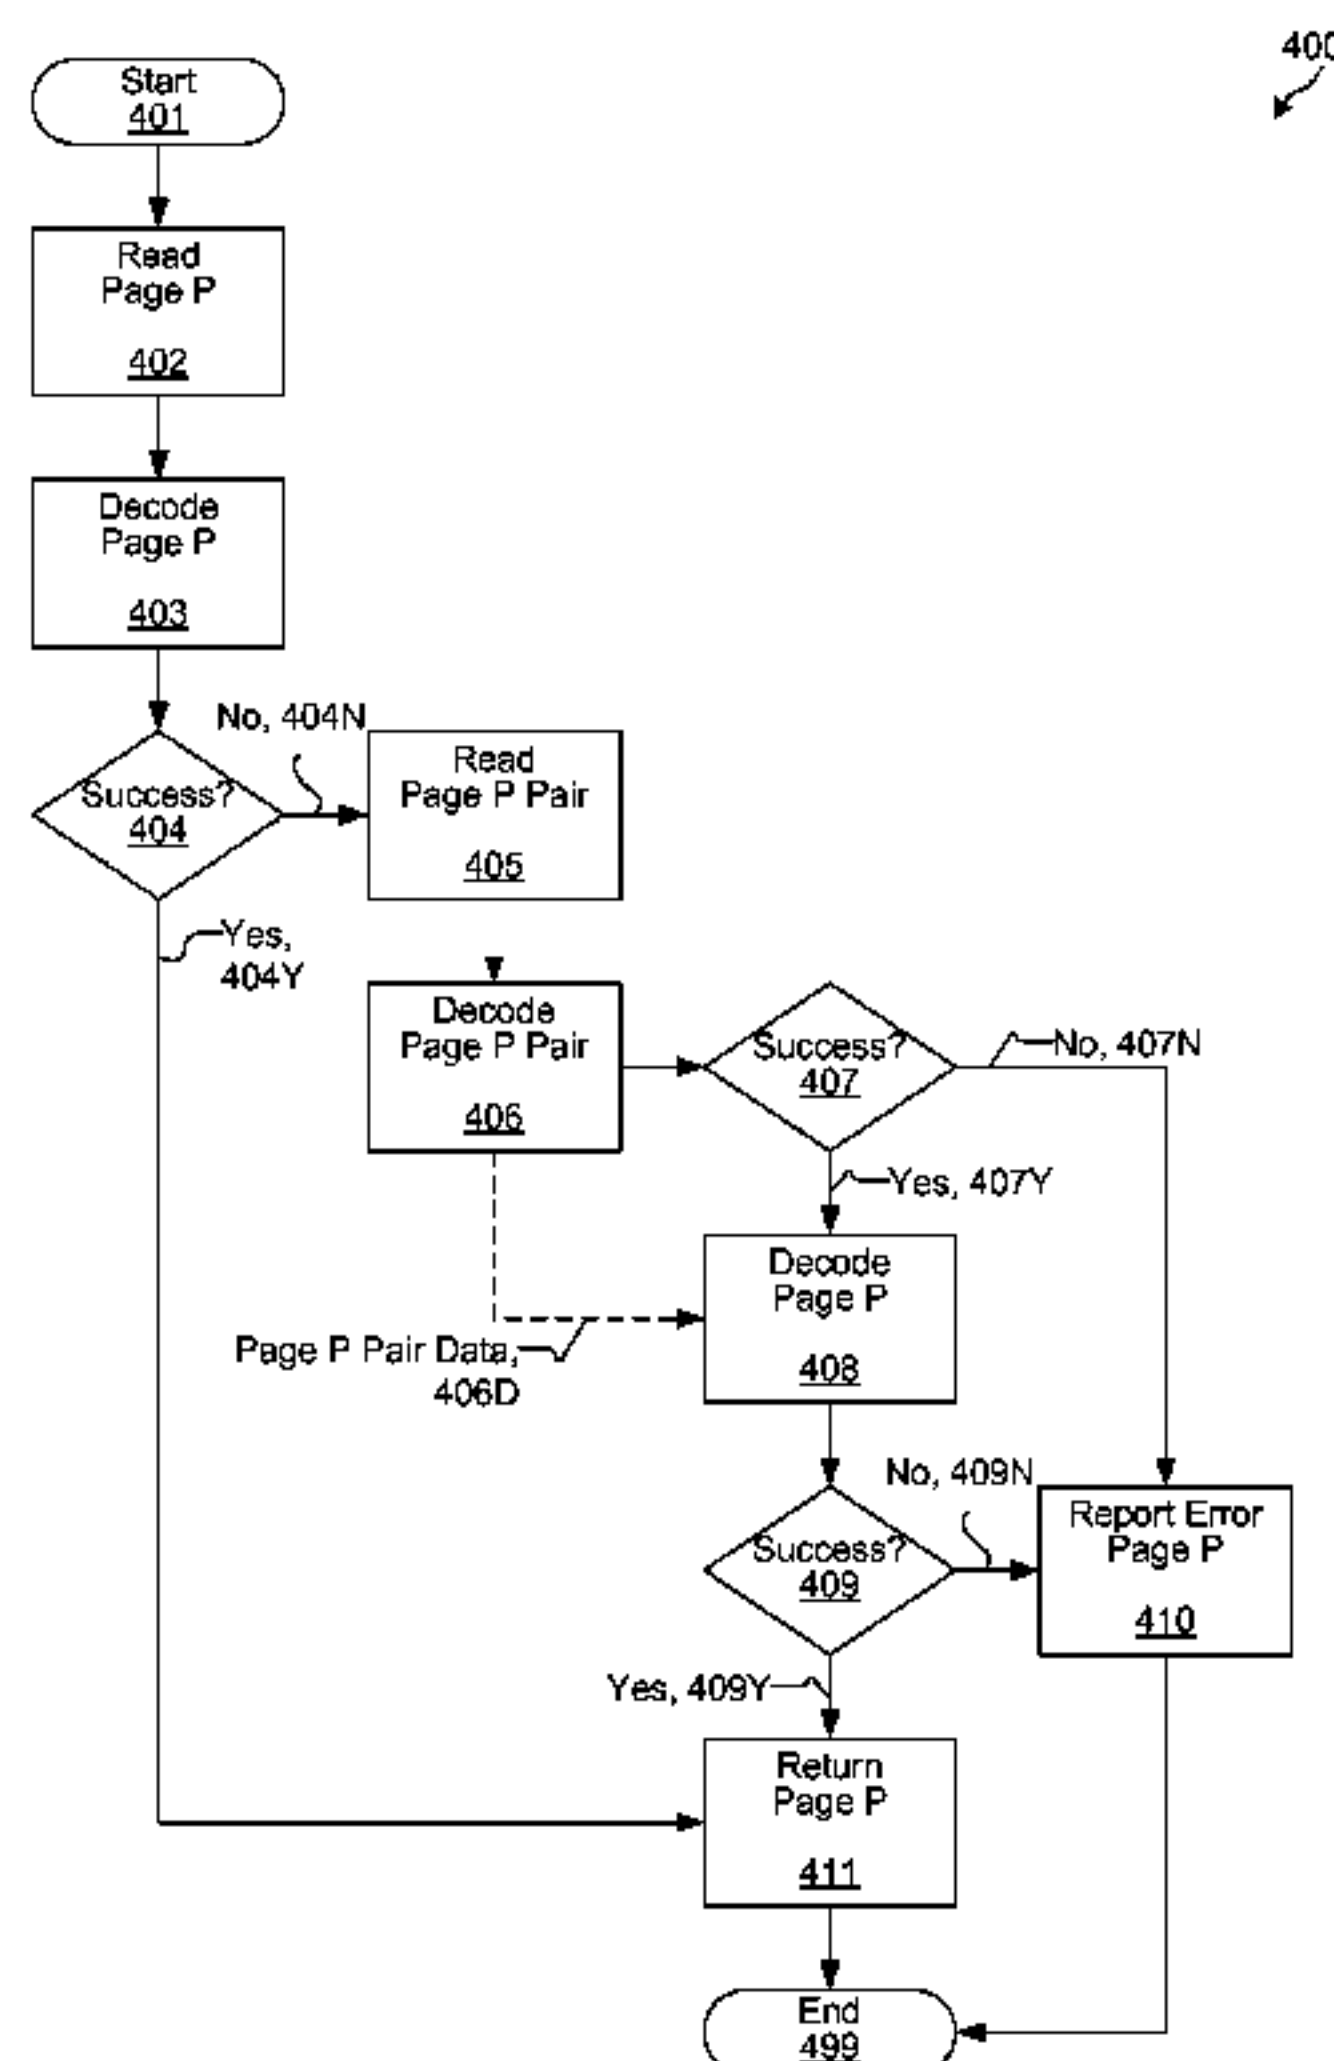 400
Start
401
Read
Page P
402
Decode
Page P
403
No, 404N
Success?
404
Read
Page P Pair
405
Yes,
404Y
Decode
Page P Pair
406
Success?
407
No, 407N
Yes, 407Y
Decode
Page P
408
Page P Pair Data,
406D
No, 409N
Success?
409
Report Error
Page P
410
Yes, 409Y
Return
Page P
411
End
499